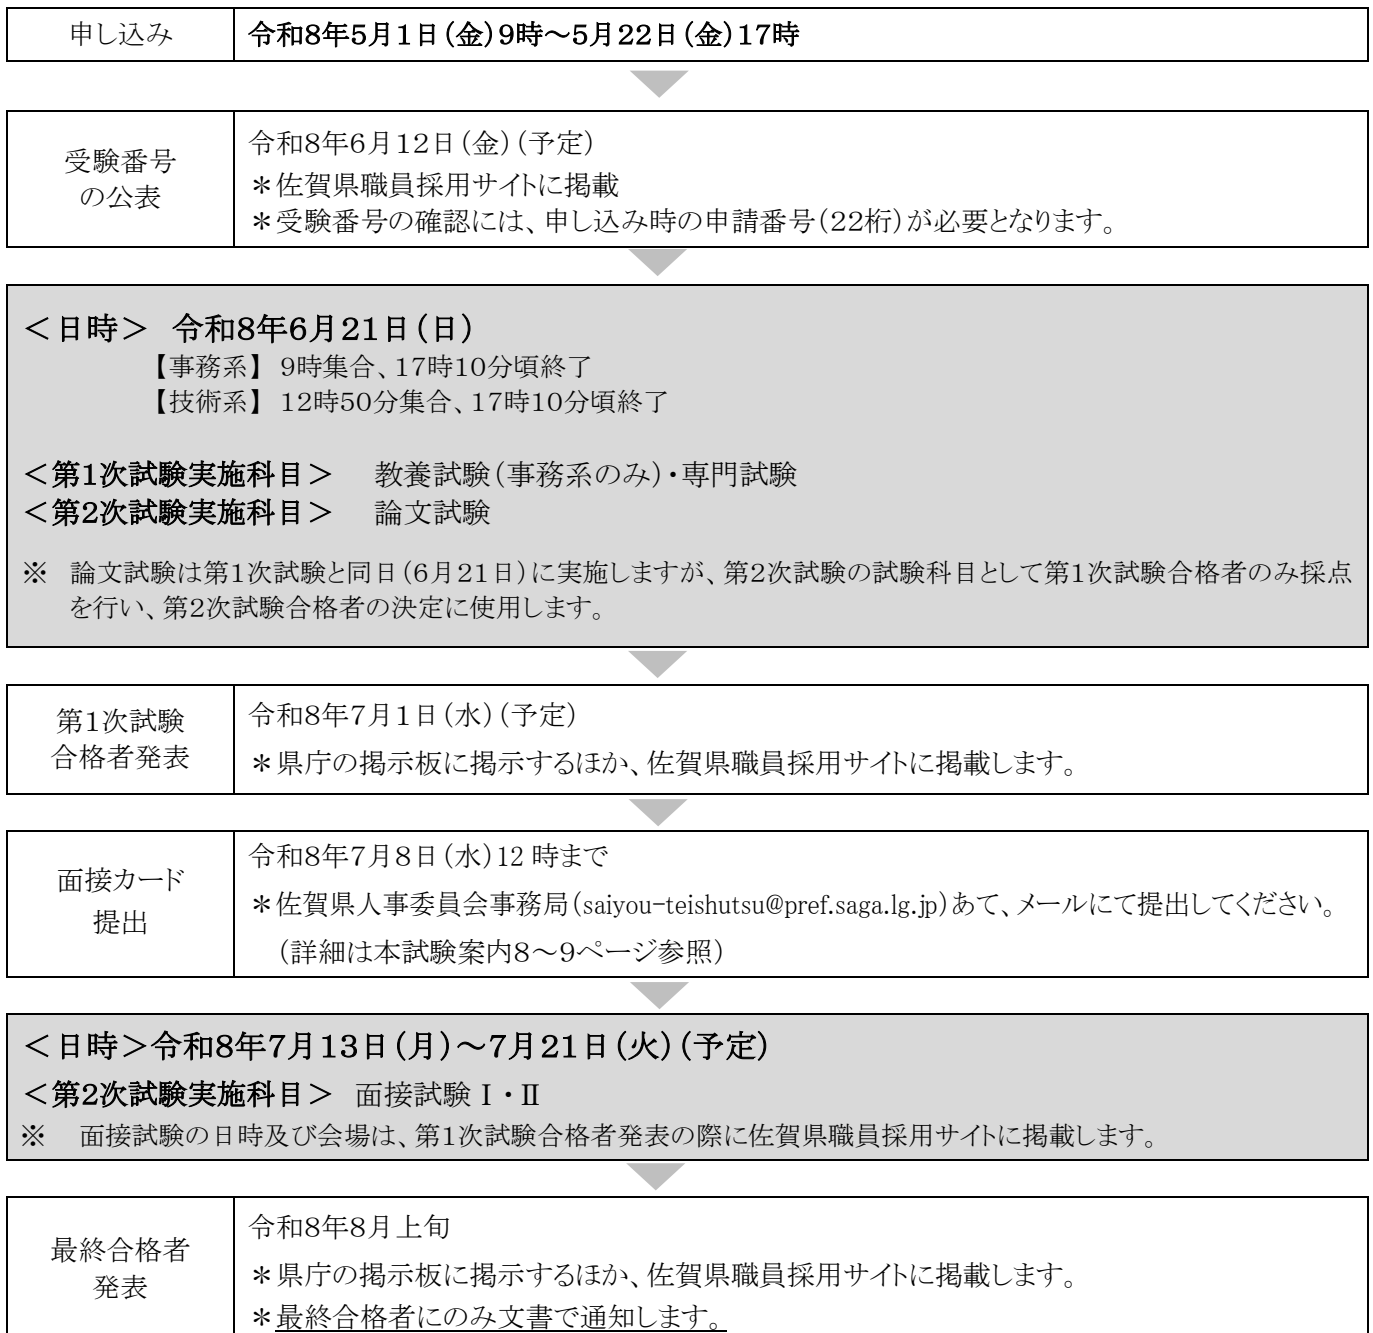 申し込み
令和8年5月1日(金)9時～5月22日(金)17時
受験番号
の公表
令和8年6月12日(金)(予定)
＊佐賀県職員採用サイトに掲載
＊受験番号の確認には、申し込み時の申請番号(22桁)が必要となります。
＜日時＞ 令和8年6月21日(日)
【事務系】 9時集合、17時10分頃終了
【技術系】 12時50分集合、17時10分頃終了
＜第1次試験実施科目＞ 教養試験(事務系のみ)・専門試験
＜第2次試験実施科目＞ 論文試験
※ 論文試験は第1次試験と同日(6月21日)に実施しますが、第2次試験の試験科目として第1次試験合格者のみ採点
を行い、第2次試験合格者の決定に使用します。
第1次試験
合格者発表
令和8年7月1日(水)(予定)
＊県庁の掲示板に掲示するほか、佐賀県職員採用サイトに掲載します。
面接カード
提出
令和8年7月8日(水)12 時まで
＊佐賀県人事委員会事務局(saiyou-teishutsu@pref.saga.lg.jp)あて、メールにて提出してください。
(詳細は本試験案内8～9ページ参照)
＜日時＞令和8年7月13日(月)～7月21日(火)(予定)
＜第2次試験実施科目＞ 面接試験Ⅰ・Ⅱ
※ 面接試験の日時及び会場は、第1次試験合格者発表の際に佐賀県職員採用サイトに掲載します。
最終合格者
発表
令和8年8月上旬
＊県庁の掲示板に掲示するほか、佐賀県職員採用サイトに掲載します。
＊最終合格者にのみ文書で通知します。